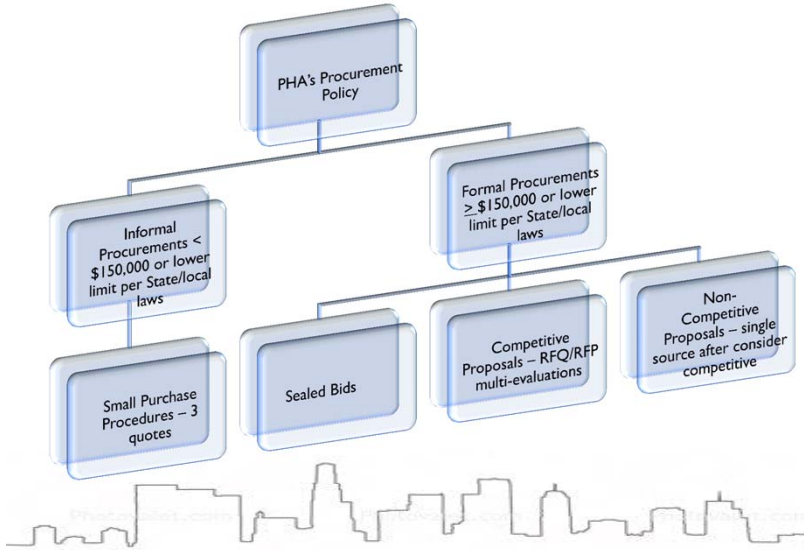 PHA's Procurement
Policy
Informal
Procurements <
$150,000 or lower
limit per State/local
laws
Formal Procurements
> $150,000 or lower
limit per State/local
laws
Small Purchase
Procedures – 3
quotes
Sealed Bids
Competitive
Proposals – RFQ/RFP
multi-evaluations
Non-
Competitive
Proposals – single
source after consider
competitive